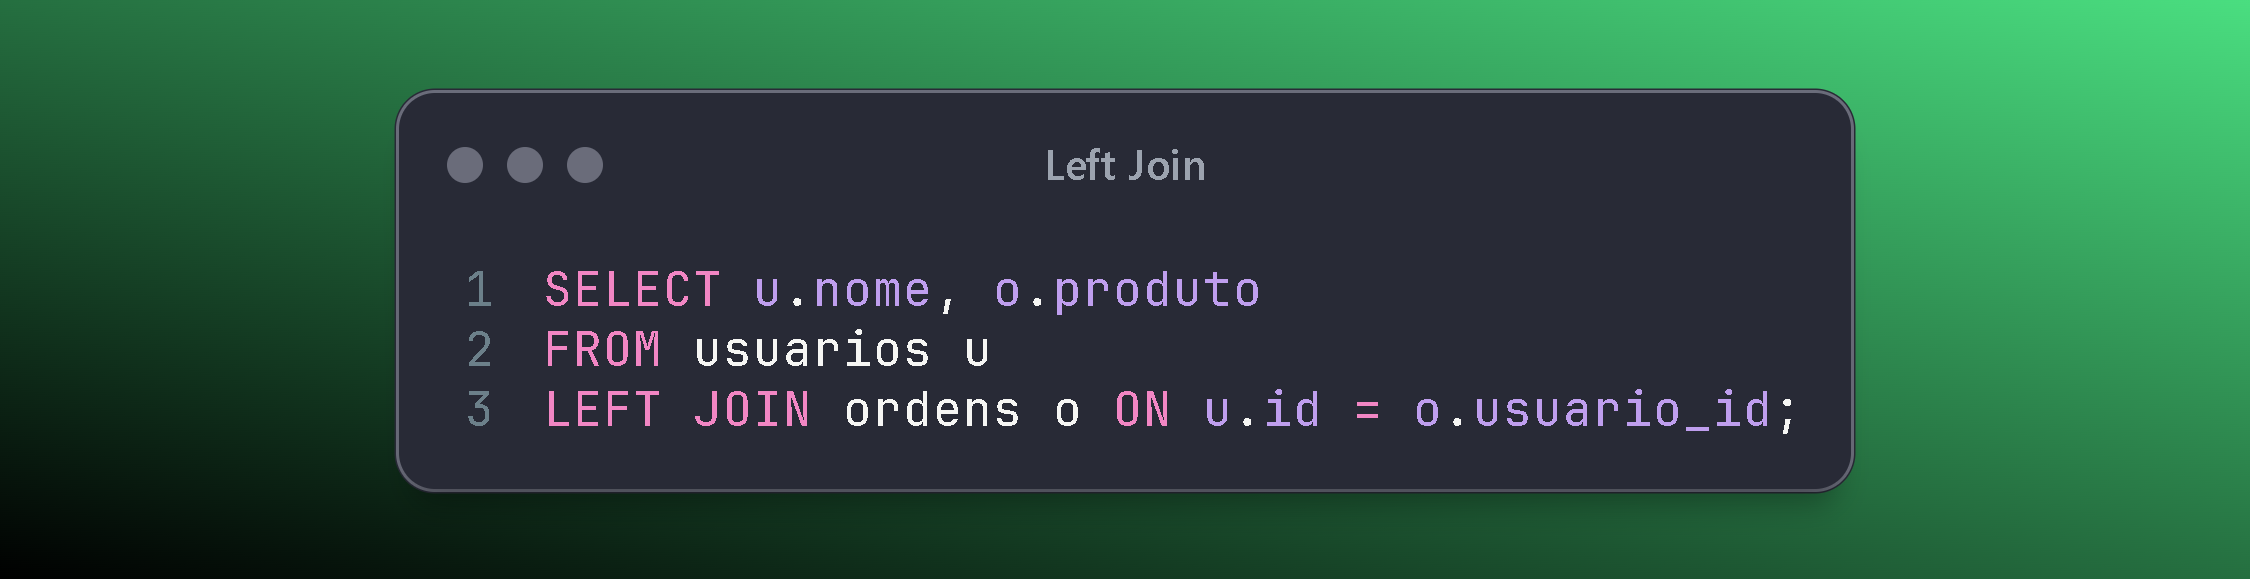 Left Join
1 SELECT u.nome, o.produto
2 FROM usuarios u
3 LEFT JOIN ordens o ON u.id = o.usuario_id;